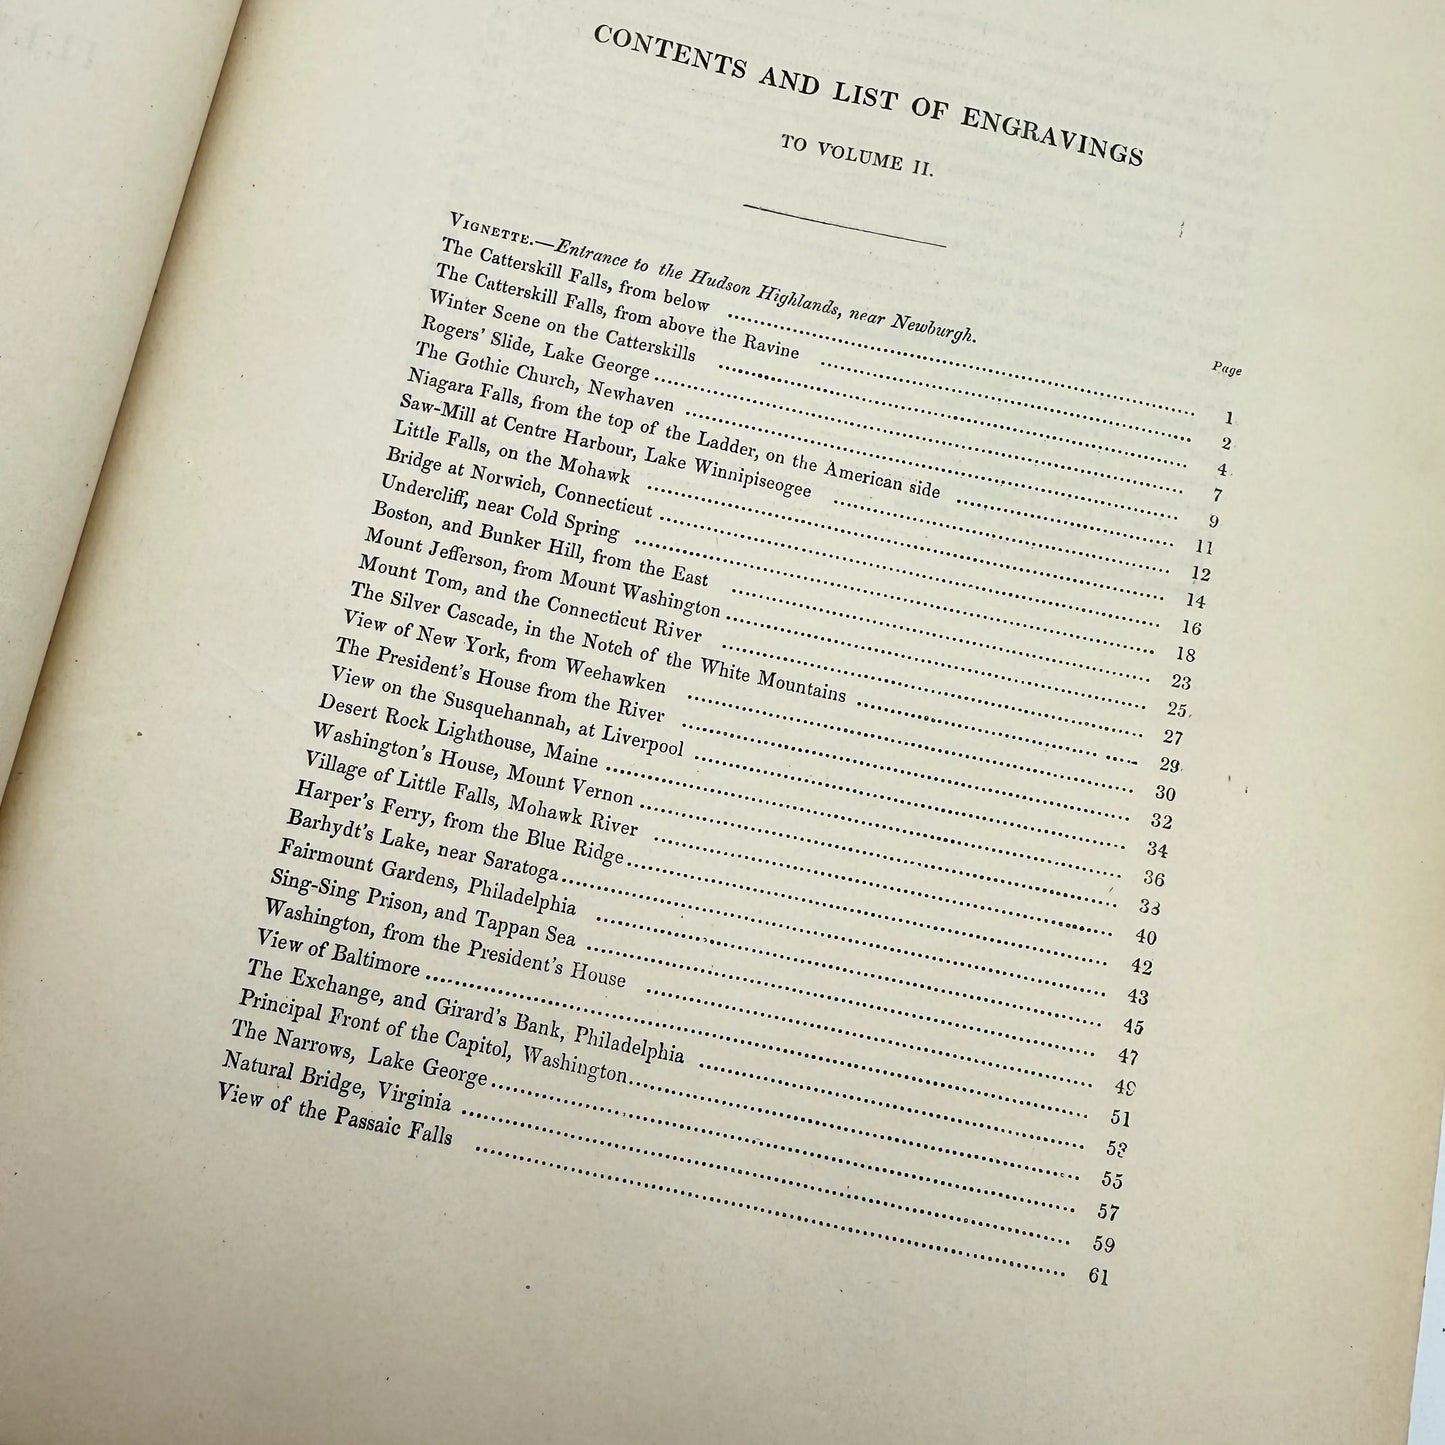 CONTENTS AND LIST OF ENGRAVINGS
TO VOLUME II.
VIGNETTE.—Entrance to the Hudson Highlands, near Newburgh.
Page
The Catterskill Falls, from below 1
The Catterskill Falls, from above the Ravine 2
Winter Scene on the Catterskills 4
Rogers' Slide, Lake George 7
The Gothic Church, Newhaven 9
Niagara Falls, from the top of the Ladder, on the American side 11
Saw-Mill at Centre Harbour, Lake Winnipiseogee 12
Little Falls, on the Mohawk 14
Bridge at Norwich, Connecticut 16
Undercliff, near Cold Spring 18
Boston, and Bunker Hill, from the East 23
Mount Jefferson, from Mount Washington 25
Mount Tom, and the Connecticut River 27
The Silver Cascade, in the Notch of the White Mountains 29
View of New York, from Weehawken 30
The President's House from the River 32
View on the Susquehannah, at Liverpool 34
Desert Rock Lighthouse, Maine 36
Washington's House, Mount Vernon 38
Village of Little Falls, Mohawk River 40
Harper's Ferry, from the Blue Ridge 42
Barhydt's Lake, near Saratoga 43
Fairmount Gardens, Philadelphia 45
Sing-Sing Prison, and Tappan Sea 47
Washington, from the President's House 49
View of Baltimore 51
The Exchange, and Girard's Bank, Philadelphia 53
Principal Front of the Capitol, Washington 55
The Narrows, Lake George 57
Natural Bridge, Virginia 59
View of the Passaic Falls 61